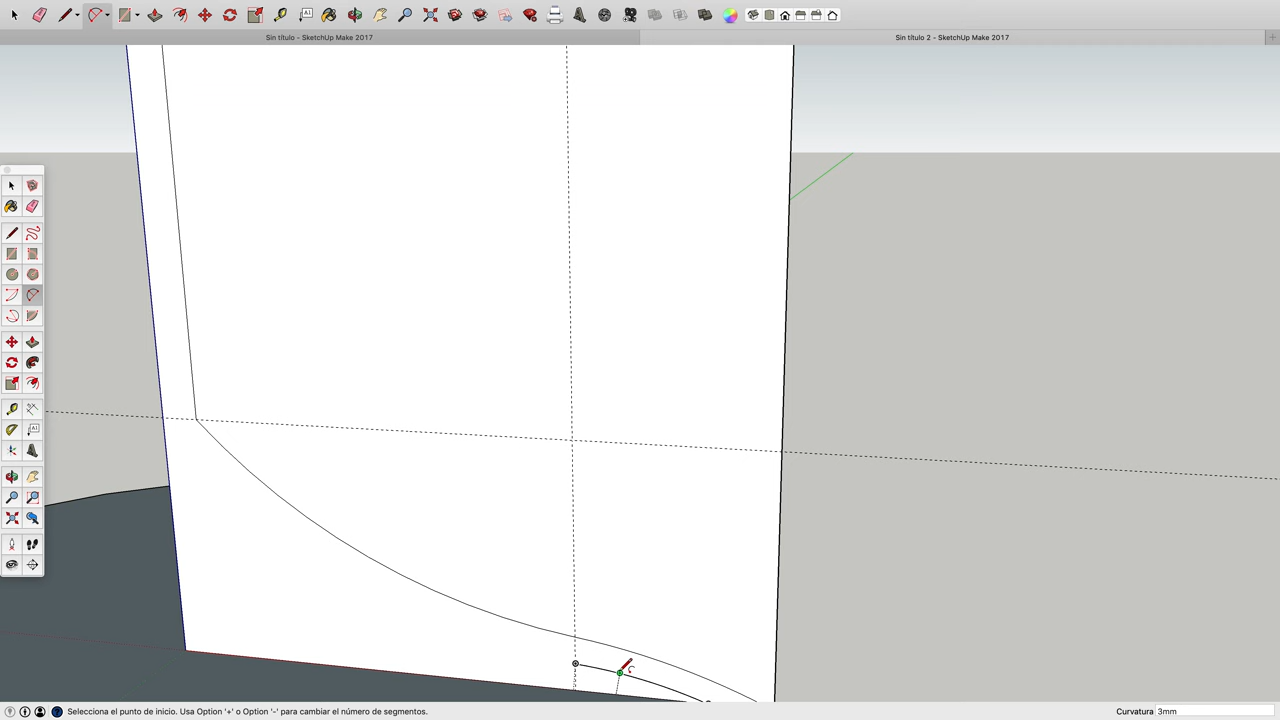 Sin título - SketchUp Make 2017
Sin título 2 - SketchUp Make 2017
Selecciona el punto de inicio. Usa Option '+' o Option '-' para cambiar el número de segmentos.
Curvatura 3mm